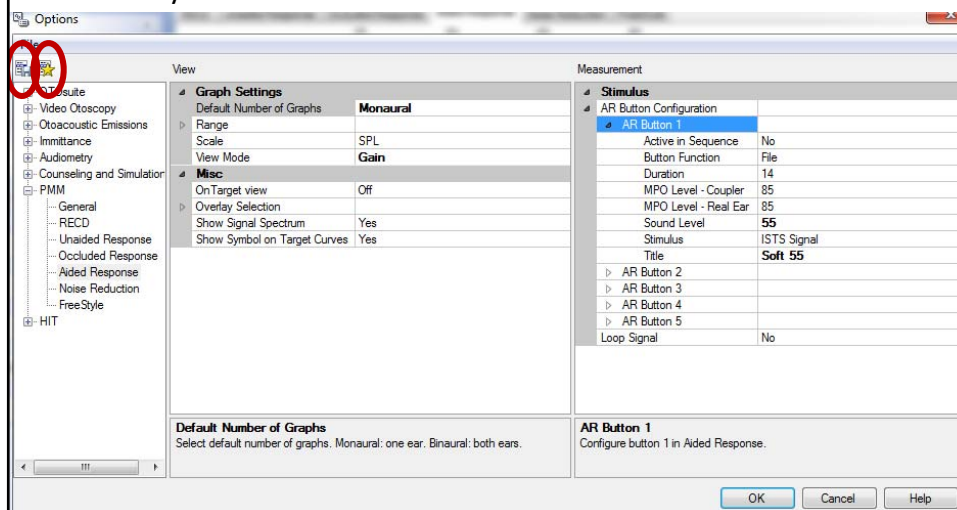 Options
File
View
Measurement
OTOsuite
Video Otoscopy
Otoacoustic Emissions
Immittance
Audiometry
Counseling and Simulation
PMM
General
RECD
Unaided Response
Occluded Response
Aided Response
Noise Reduction
FreeStyle
HIT
Graph Settings
Default Number of Graphs Monaural
Range
Scale SPL
View Mode Gain
Misc
OnTarget view Off
Overlay Selection
Show Signal Spectrum Yes
Show Symbol on Target Curves Yes
Default Number of Graphs
Select default number of graphs. Monaural: one ear. Binaural: both ears.
Stimulus
AR Button Configuration
AR Button 1
Active in Sequence No
Button Function File
Duration 14
MPO Level - Coupler 85
MPO Level - Real Ear 85
Sound Level 55
Stimulus ISTS Signal
Title Soft 55
AR Button 2
AR Button 3
AR Button 4
AR Button 5
Loop Signal No
AR Button 1
Configure button 1 in Aided Response.
OK Cancel Help